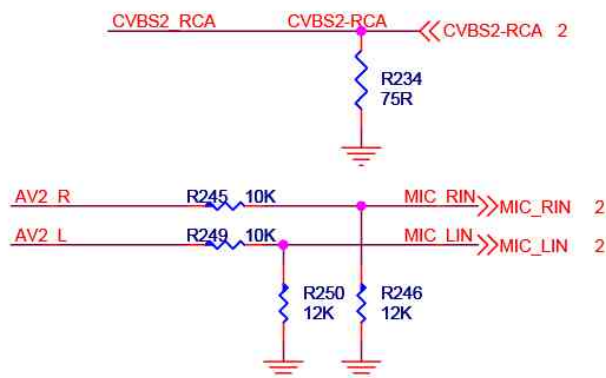 CVBS2_RCA CVBS2-RCA CVBS2-RCA 2
R234
75R
AV2_R R245 10K MIC_RIN MIC_RIN 2
AV2_L R249 10K MIC_LIN MIC_LIN 2
R250 R246
12K 12K